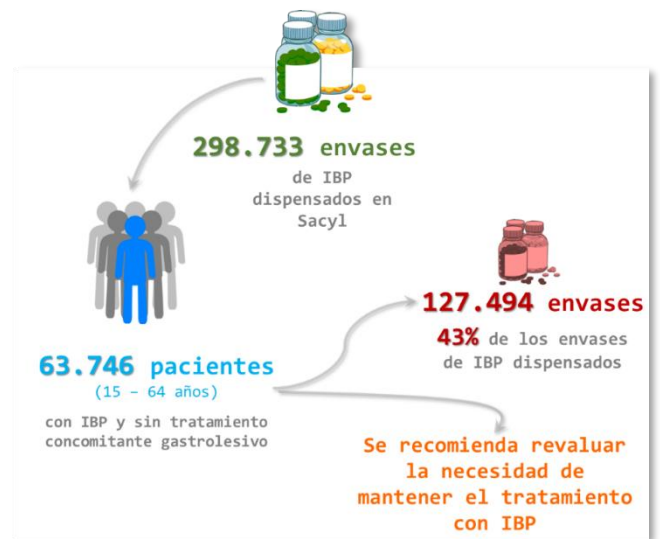 298.733 envases
de IBP
dispensados en
Sacyl
127.494 envases
43% de los envases
de IBP dispensados
63.746 pacientes
(15 – 64 años)
con IBP y sin tratamiento
concomitante gastrolesivo
Se recomienda revaluar
la necesidad de
mantener el tratamiento
con IBP